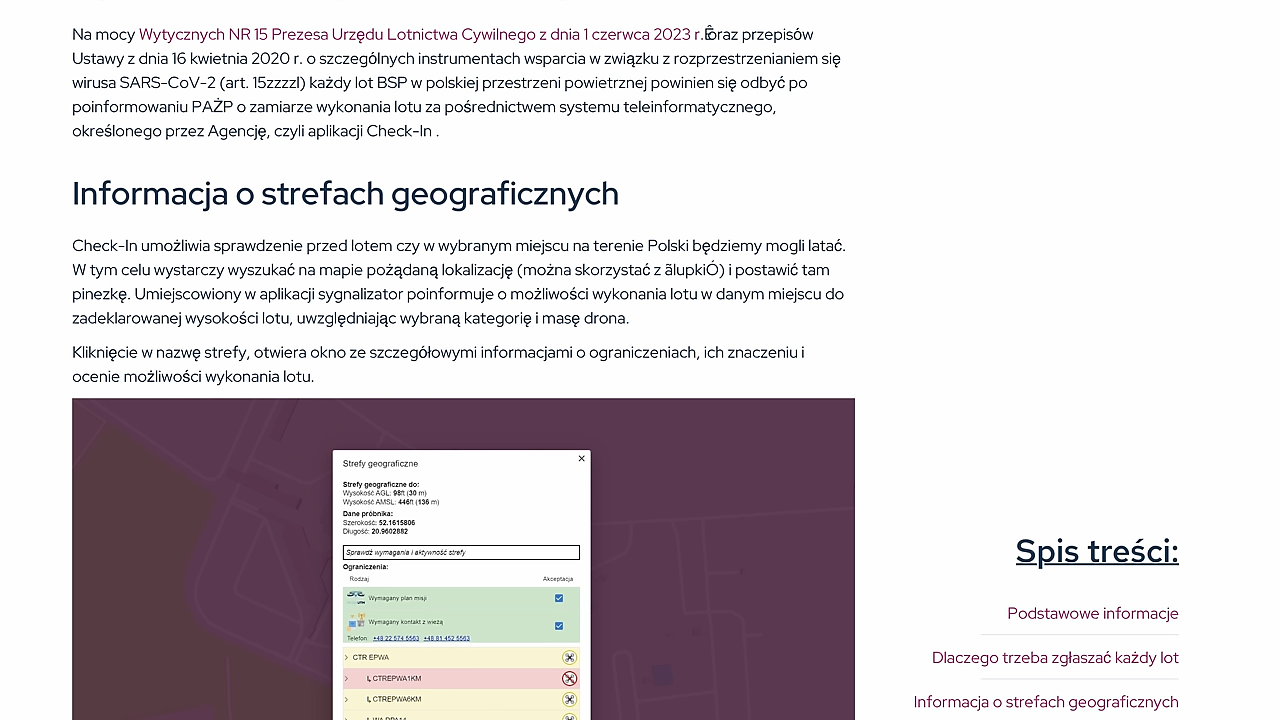 Na mocy Wytycznych NR 15 Prezesa Urzędu Lotnictwa Cywilnego z dnia 1 czerwca 2023 r. oraz przepisów
Ustawy z dnia 16 kwietnia 2020 r. o szczególnych instrumentach wsparcia w związku z rozprzestrzenianiem się
wirusa SARS-CoV-2 (art. 15zzzzl) każdy lot BSP w polskiej przestrzeni powietrznej powinien się odbyć po
poinformowaniu PAŻP o zamiarze wykonania lotu za pośrednictwem systemu teleinformatycznego,
określonego przez Agencję, czyli aplikacji Check-In .
Informacja o strefach geograficznych
Check-In umożliwia sprawdzenie przed lotem czy w wybranym miejscu na terenie Polski będziemy mogli latać.
W tym celu wystarczy wyszukać na mapie pożądaną lokalizację (można skorzystać z ãlupkiÓ) i postawić tam
pinezkę. Umiejscowiony w aplikacji sygnalizator poinformuje o możliwości wykonania lotu w danym miejscu do
zadeklarowanej wysokości lotu, uwzględniając wybraną kategorię i masę drona.
Kliknięcie w nazwę strefy, otwiera okno ze szczegółowymi informacjami o ograniczeniach, ich znaczeniu i
ocenie możliwości wykonania lotu.
Strefy geograficzne
Strefy geograficzne do:
Wysokość AGL: 98ft (30 m)
Wysokość AMSL: 446ft (136 m)
Dane próbnika:
Szerokość: 52.1615806
Długość: 20.9602882
Sprawdź wymagania i aktywność strefy
Ograniczenia:
Rodzaj Akceptacja
Wymagany plan misji
Wymagany kontakt z wieżą
Telefon: +48 22 574 5563 +48 81 452 5563
CTR EPWA
CTREPWA1KM
CTREPWA6KM
Spis treści:
Podstawowe informacje
Dlaczego trzeba zgłaszać każdy lot
Informacja o strefach geograficznych